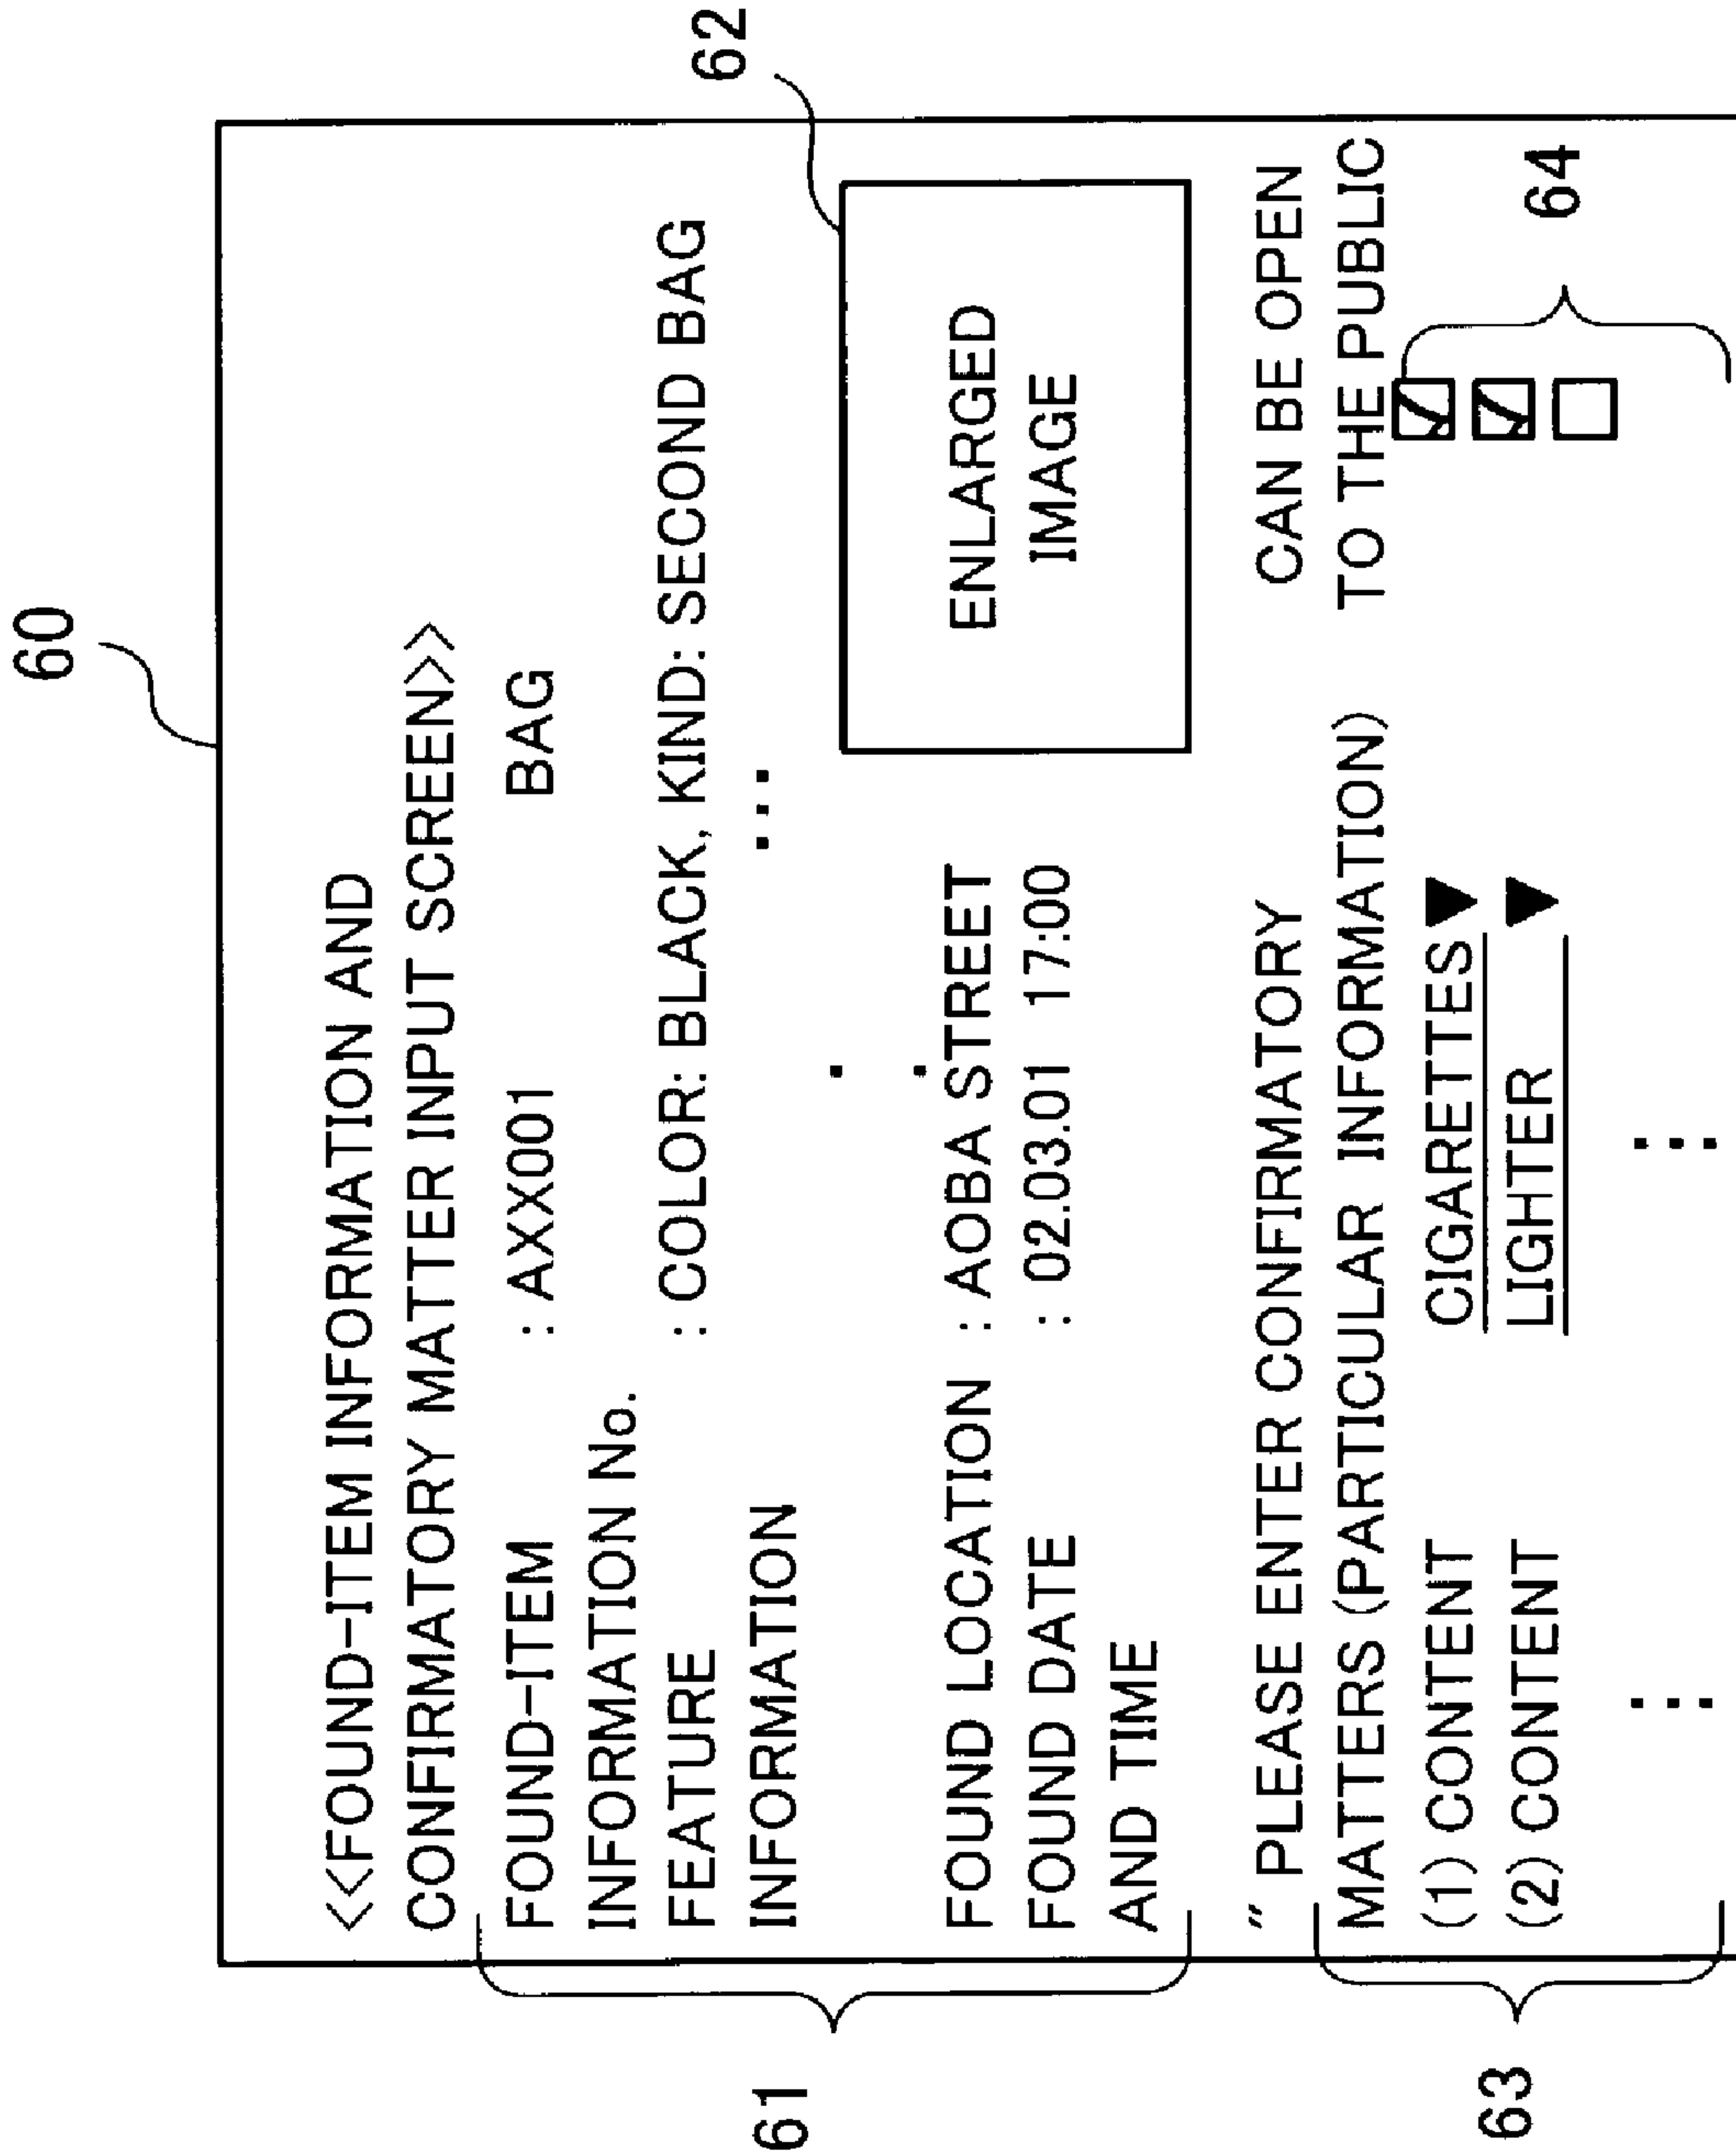 60
62
<<FOUND-ITEM INFORMATION AND
CONFIRMATORY MATTER INPUT SCREEN>>
FOUND-ITEM : AXX001 BAG
INFORMATION No.
FEATURE : COLOR: BLACK, KIND: SECOND BAG
INFORMATION ...
61
ENLARGED
IMAGE
FOUND LOCATION : AOBA STREET
FOUND DATE : 02.03.01 17:00
AND TIME
" PLEASE ENTER CONFIRMATORY CAN BE OPEN
MATTERS (PARTICULAR INFORMATION) TO THE PUBLIC
(1) CONTENT CIGARETTES▼
(2) CONTENT LIGHTER ▼
63
64